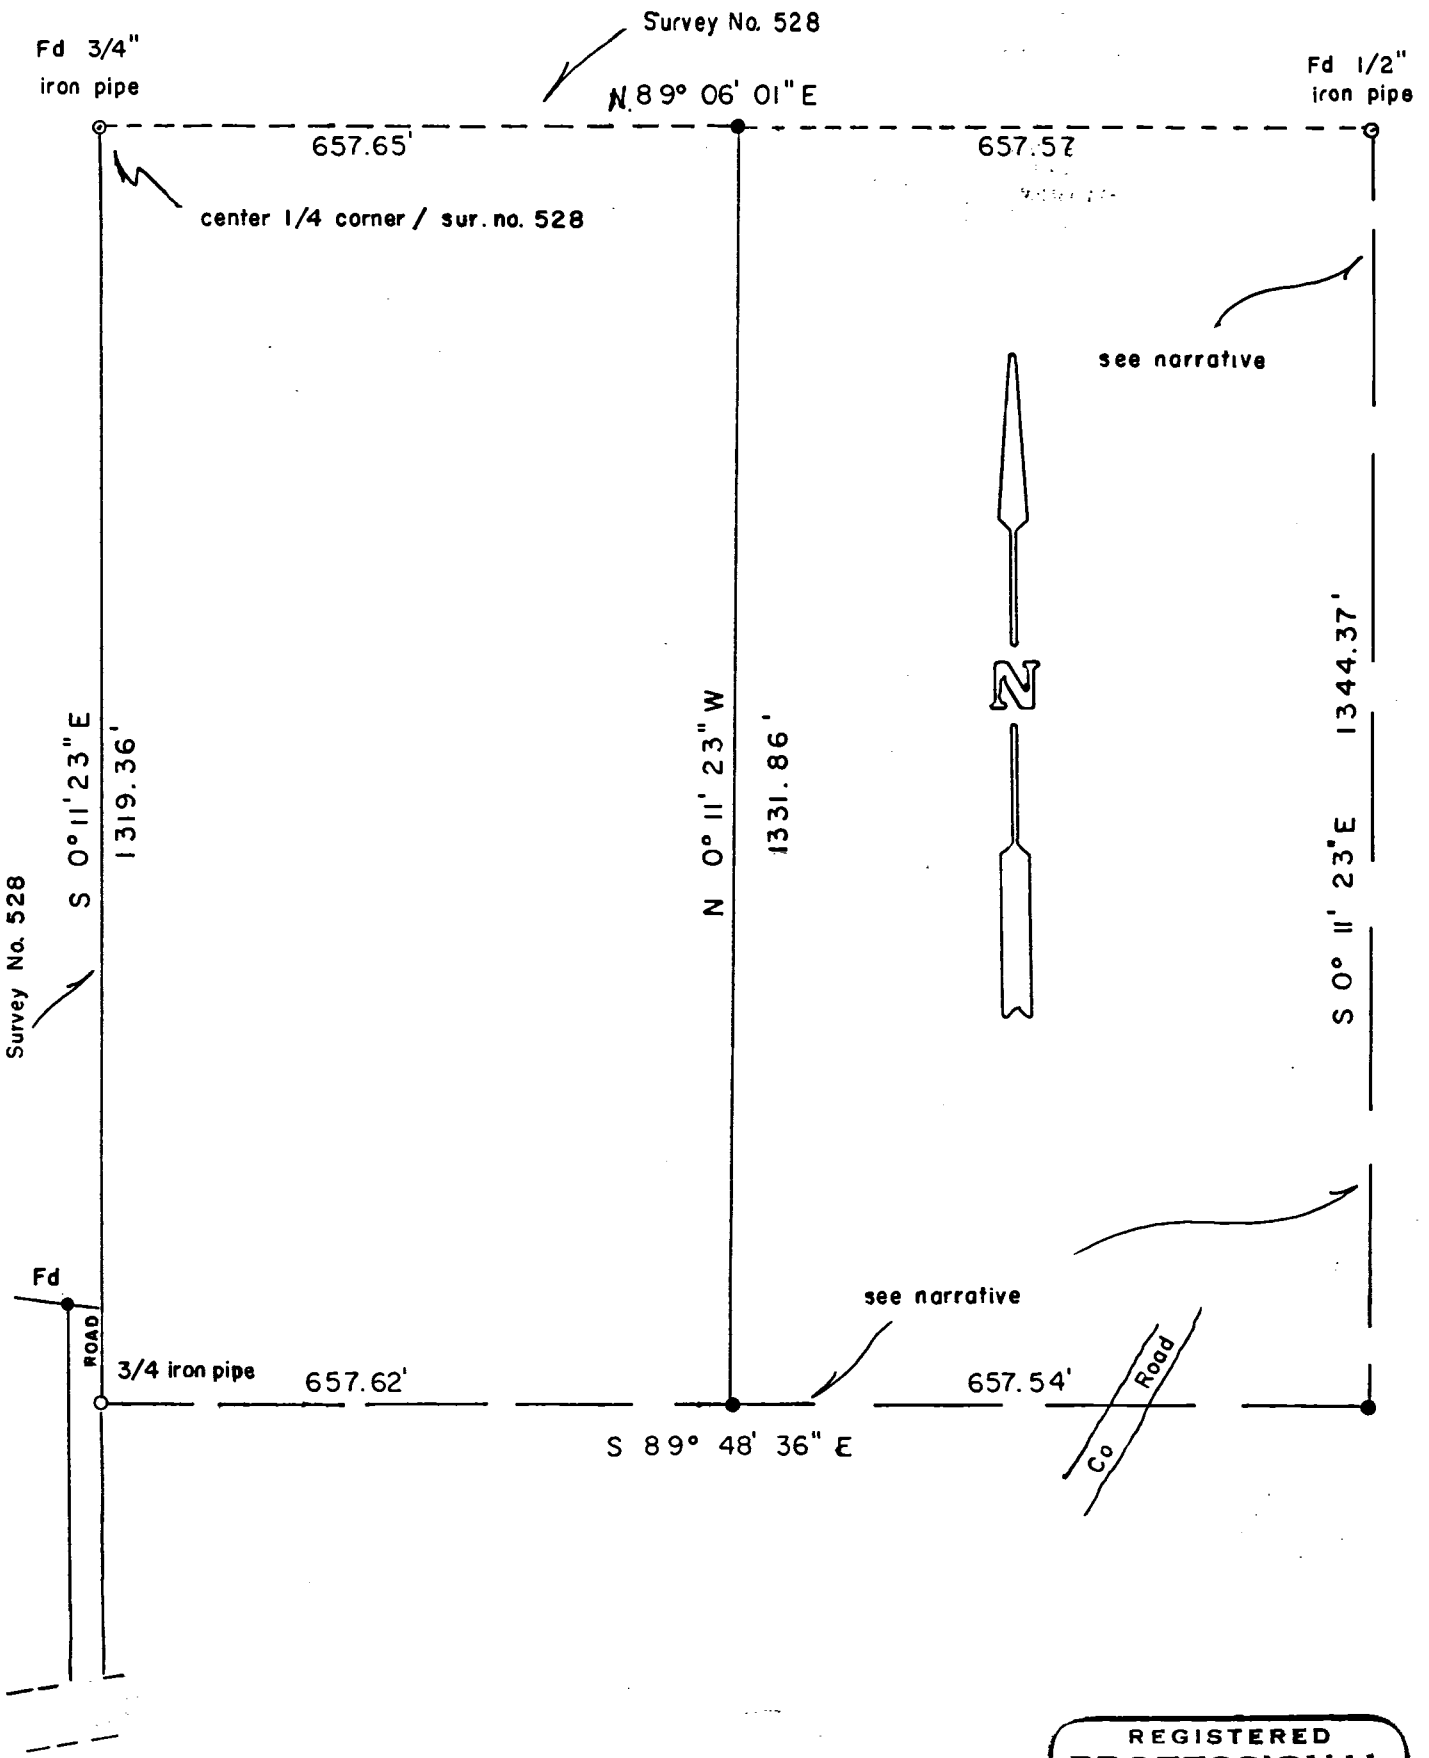 Survey No. 528
Fd 3/4"
iron pipe
Fd 1/2"
iron pipe
N. 89° 06' 01" E
657.65'
657.57
center 1/4 corner / sur. no. 528
see narrative
S 0° 11' 23" E
1319.36'
N 0° 11' 23" W
1331.86'
N
1344.37'
S 0° 11' 23" E
Survey No. 528
Fd
ROAD
3/4 iron pipe
657.62'
see narrative
657.54'
Co Road
S 89° 48' 36" E
REGISTERED